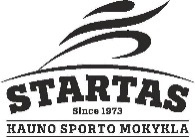 STARTAS
Since 1973
KAUNO SPORTO MOKYKLA